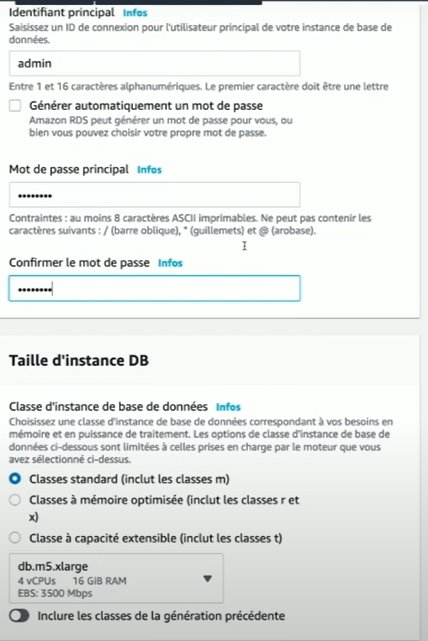 Identifiant principal Infos
Saisissez un ID de connexion pour l'utilisateur principal de votre instance de base de
données.
admin
Entre 1 et 16 caractères alphanumériques. Le premier caractère doit être une lettre
Générer automatiquement un mot de passe
Amazon RDS peut générer un mot de passe pour vous, ou
bien vous pouvez choisir votre propre mot de passe.
Mot de passe principal Infos
••••••••
Contraintes : au moins 8 caractères ASCII imprimables. Ne peut pas contenir les
caractères suivants : / (barre oblique), " (guillemets) et @ (arobase).
Confirmer le mot de passe Infos
••••••••
Taille d'instance DB
Classe d'instance de base de données Infos
Choisissez une classe d'instance de base de données correspondant à vos besoins en
mémoire et en puissance de traitement. Les options de classe d'instance de base de
données ci-dessous sont limitées à celles prises en charge par le moteur que vous
avez sélectionné ci-dessus.
Classes standard (inclut les classes m)
Classes à mémoire optimisée (inclut les classes r et
x)
Classe à capacité extensible (inclut les classes t)
db.m5.xlarge
4 vCPUs 16 GiB RAM
EBS: 3500 Mbps
Inclure les classes de la génération précédente